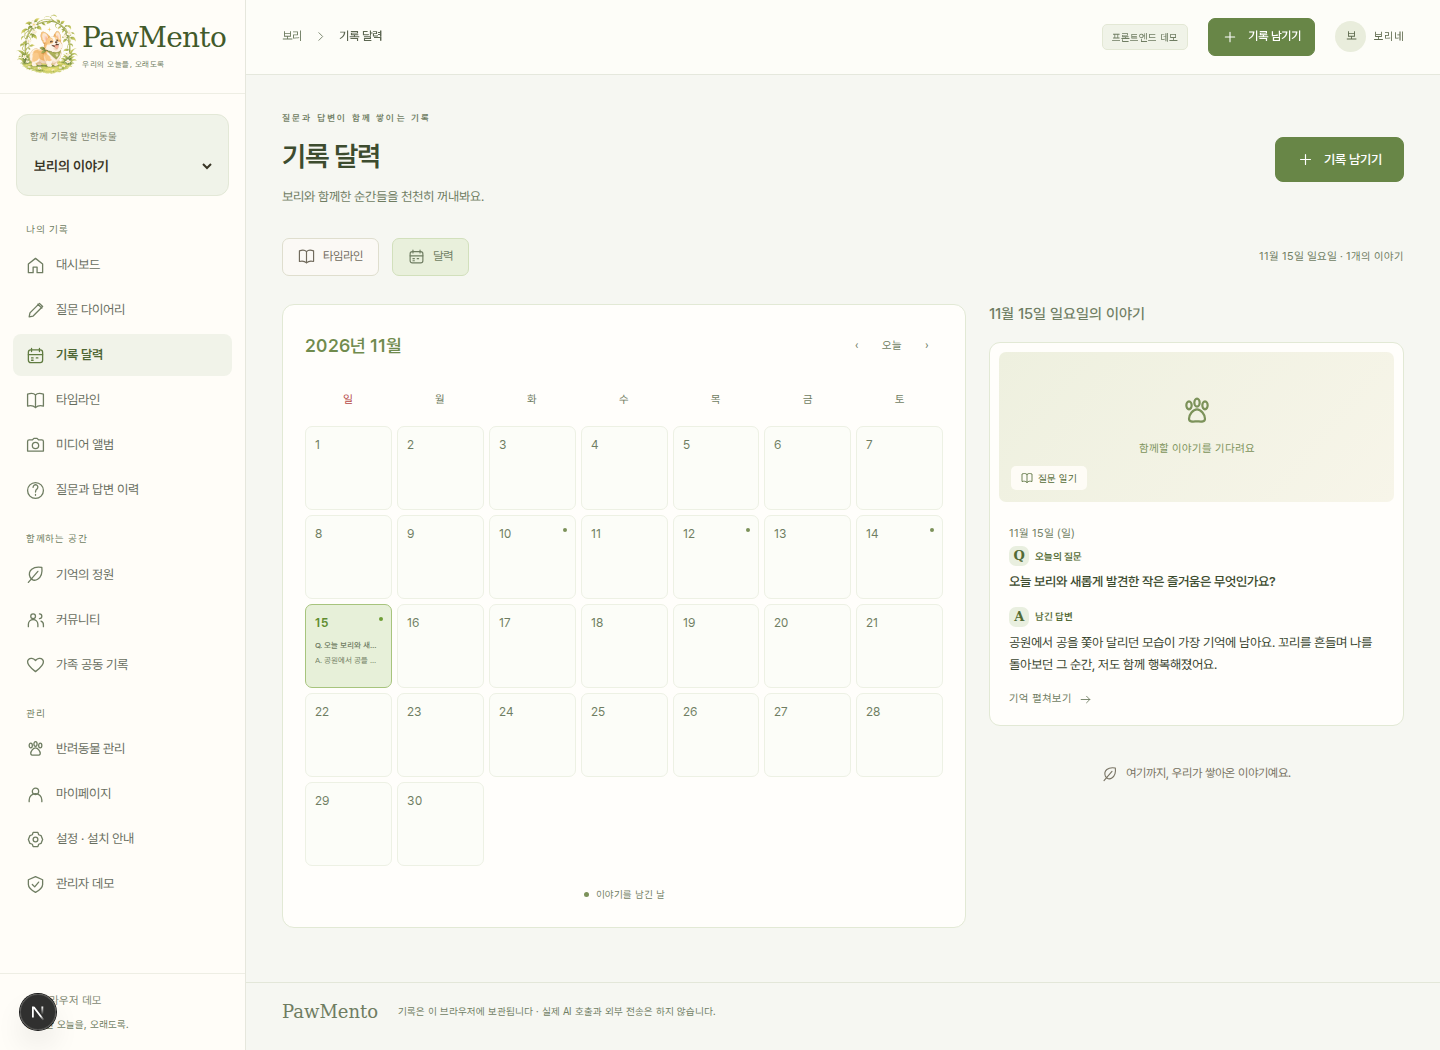 PawMento
우리의 오늘을, 오래도록
함께 기록할 반려동물
보리의 이야기
나의 기록
대시보드
질문 다이어리
기록 달력
타임라인
미디어 앨범
질문과 답변 이력
함께하는 공간
기억의 정원
커뮤니티
가족 공동 기록
관리
반려동물 관리
마이페이지
설정 · 설치 안내
관리자 데모
라우저 데모
오늘을, 오래도록.
N
보리 > 기록 달력
프론트엔드 데모
+ 기록 남기기
보 보리네
질문과 답변이 함께 쌓이는 기록
기록 달력
보리와 함께한 순간들을 천천히 꺼내봐요.
+ 기록 남기기
타임라인 달력
11월 15일 일요일 · 1개의 이야기
2026년 11월
‹ 오늘 ›
일 월 화 수 목 금 토
1 2 3 4 5 6 7
8 9 10 11 12 13 14
15 16 17 18 19 20 21
Q. 오늘 보리와 새...
A. 공원에서 공을 ...
22 23 24 25 26 27 28
29 30
이야기를 남긴 날
11월 15일 일요일의 이야기
함께할 이야기를 기다려요
질문 일기
11월 15일 (일)
Q 오늘의 질문
오늘 보리와 새롭게 발견한 작은 즐거움은 무엇인가요?
A 남긴 답변
공원에서 공을 쫓아 달리던 모습이 가장 기억에 남아요. 꼬리를 흔들며 나를
돌아보던 그 순간, 저도 함께 행복해졌어요.
기억 펼쳐보기 →
여기까지, 우리가 쌓아온 이야기예요.
PawMento
기록은 이 브라우저에 보관됩니다 · 실제 AI 호출과 외부 전송은 하지 않습니다.